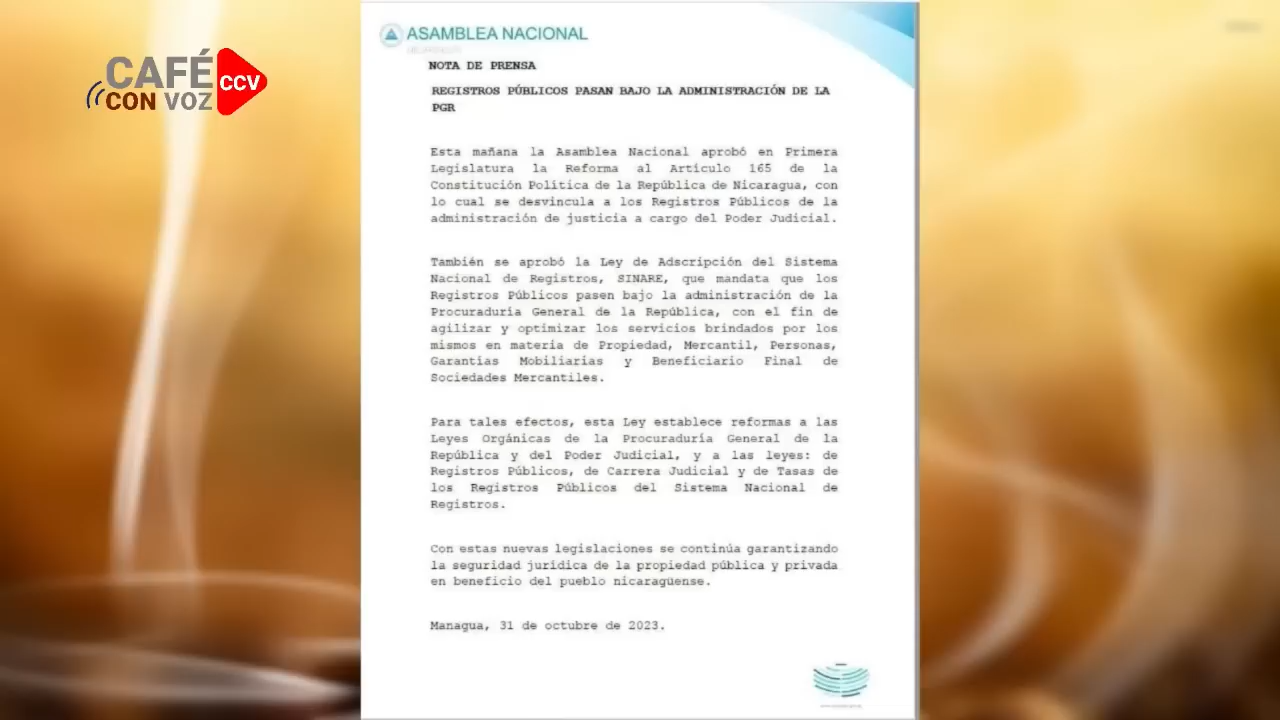 CAFÉ
CON VOZ
CCV
ASAMBLEA NACIONAL
NOTA DE PRENSA
REGISTROS PÚBLICOS PASAN BAJO LA ADMINISTRACIÓN DE LA
PGR
Esta mañana la Asamblea Nacional aprobó en Primera
Legislatura la Reforma al Artículo 165 de la
Constitución Política de la República de Nicaragua, con
lo cual se desvincula a los Registros Públicos de la
administración de justicia a cargo del Poder Judicial.
También se aprobó la Ley de Adscripción del Sistema
Nacional de Registros, SINARE, que mandata que los
Registros Públicos pasen bajo la administración de la
Procuraduría General de la República, con el fin de
agilizar y optimizar los servicios brindados por los
mismos en materia de Propiedad, Mercantil, Personas,
Garantías Mobiliarias y Beneficiario Final de
Sociedades Mercantiles.
Para tales efectos, esta Ley establece reformas a las
Leyes Orgánicas de la Procuraduría General de la
República y del Poder Judicial, y a las leyes: de
Registros Públicos, de Carrera Judicial y de Tasas de
los Registros Públicos del Sistema Nacional de
Registros.
Con estas nuevas legislaciones se continúa garantizando
la seguridad jurídica de la propiedad pública y privada
en beneficio del pueblo nicaragüense.
Managua, 31 de octubre de 2023.